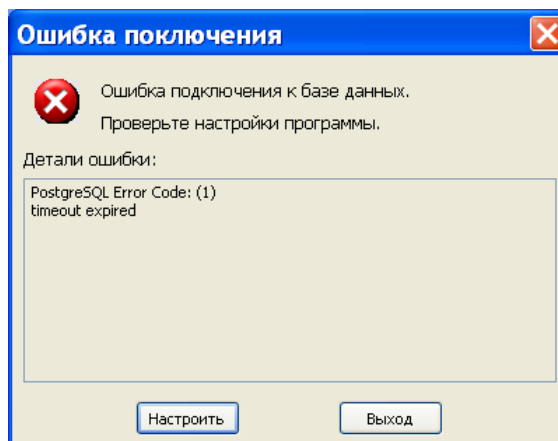 Ошибка поключения
Ошибка подключения к базе данных.
Проверьте настройки программы.
Детали ошибки:
PostgreSQL Error Code: (1)
timeout expired
Настроить
Выход